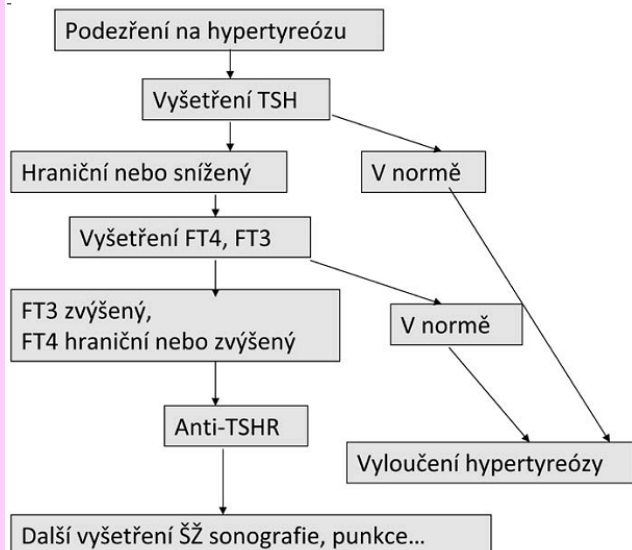 Podezření na hypertyreózu
Vyšetření TSH
Hraniční nebo snížený
V normě
Vyšetření FT4, FT3
FT3 zvýšený,
FT4 hraniční nebo zvýšený
V normě
Anti-TSHR
Vyloučení hypertyreózy
Další vyšetření ŠŽ sonografie, punkce...